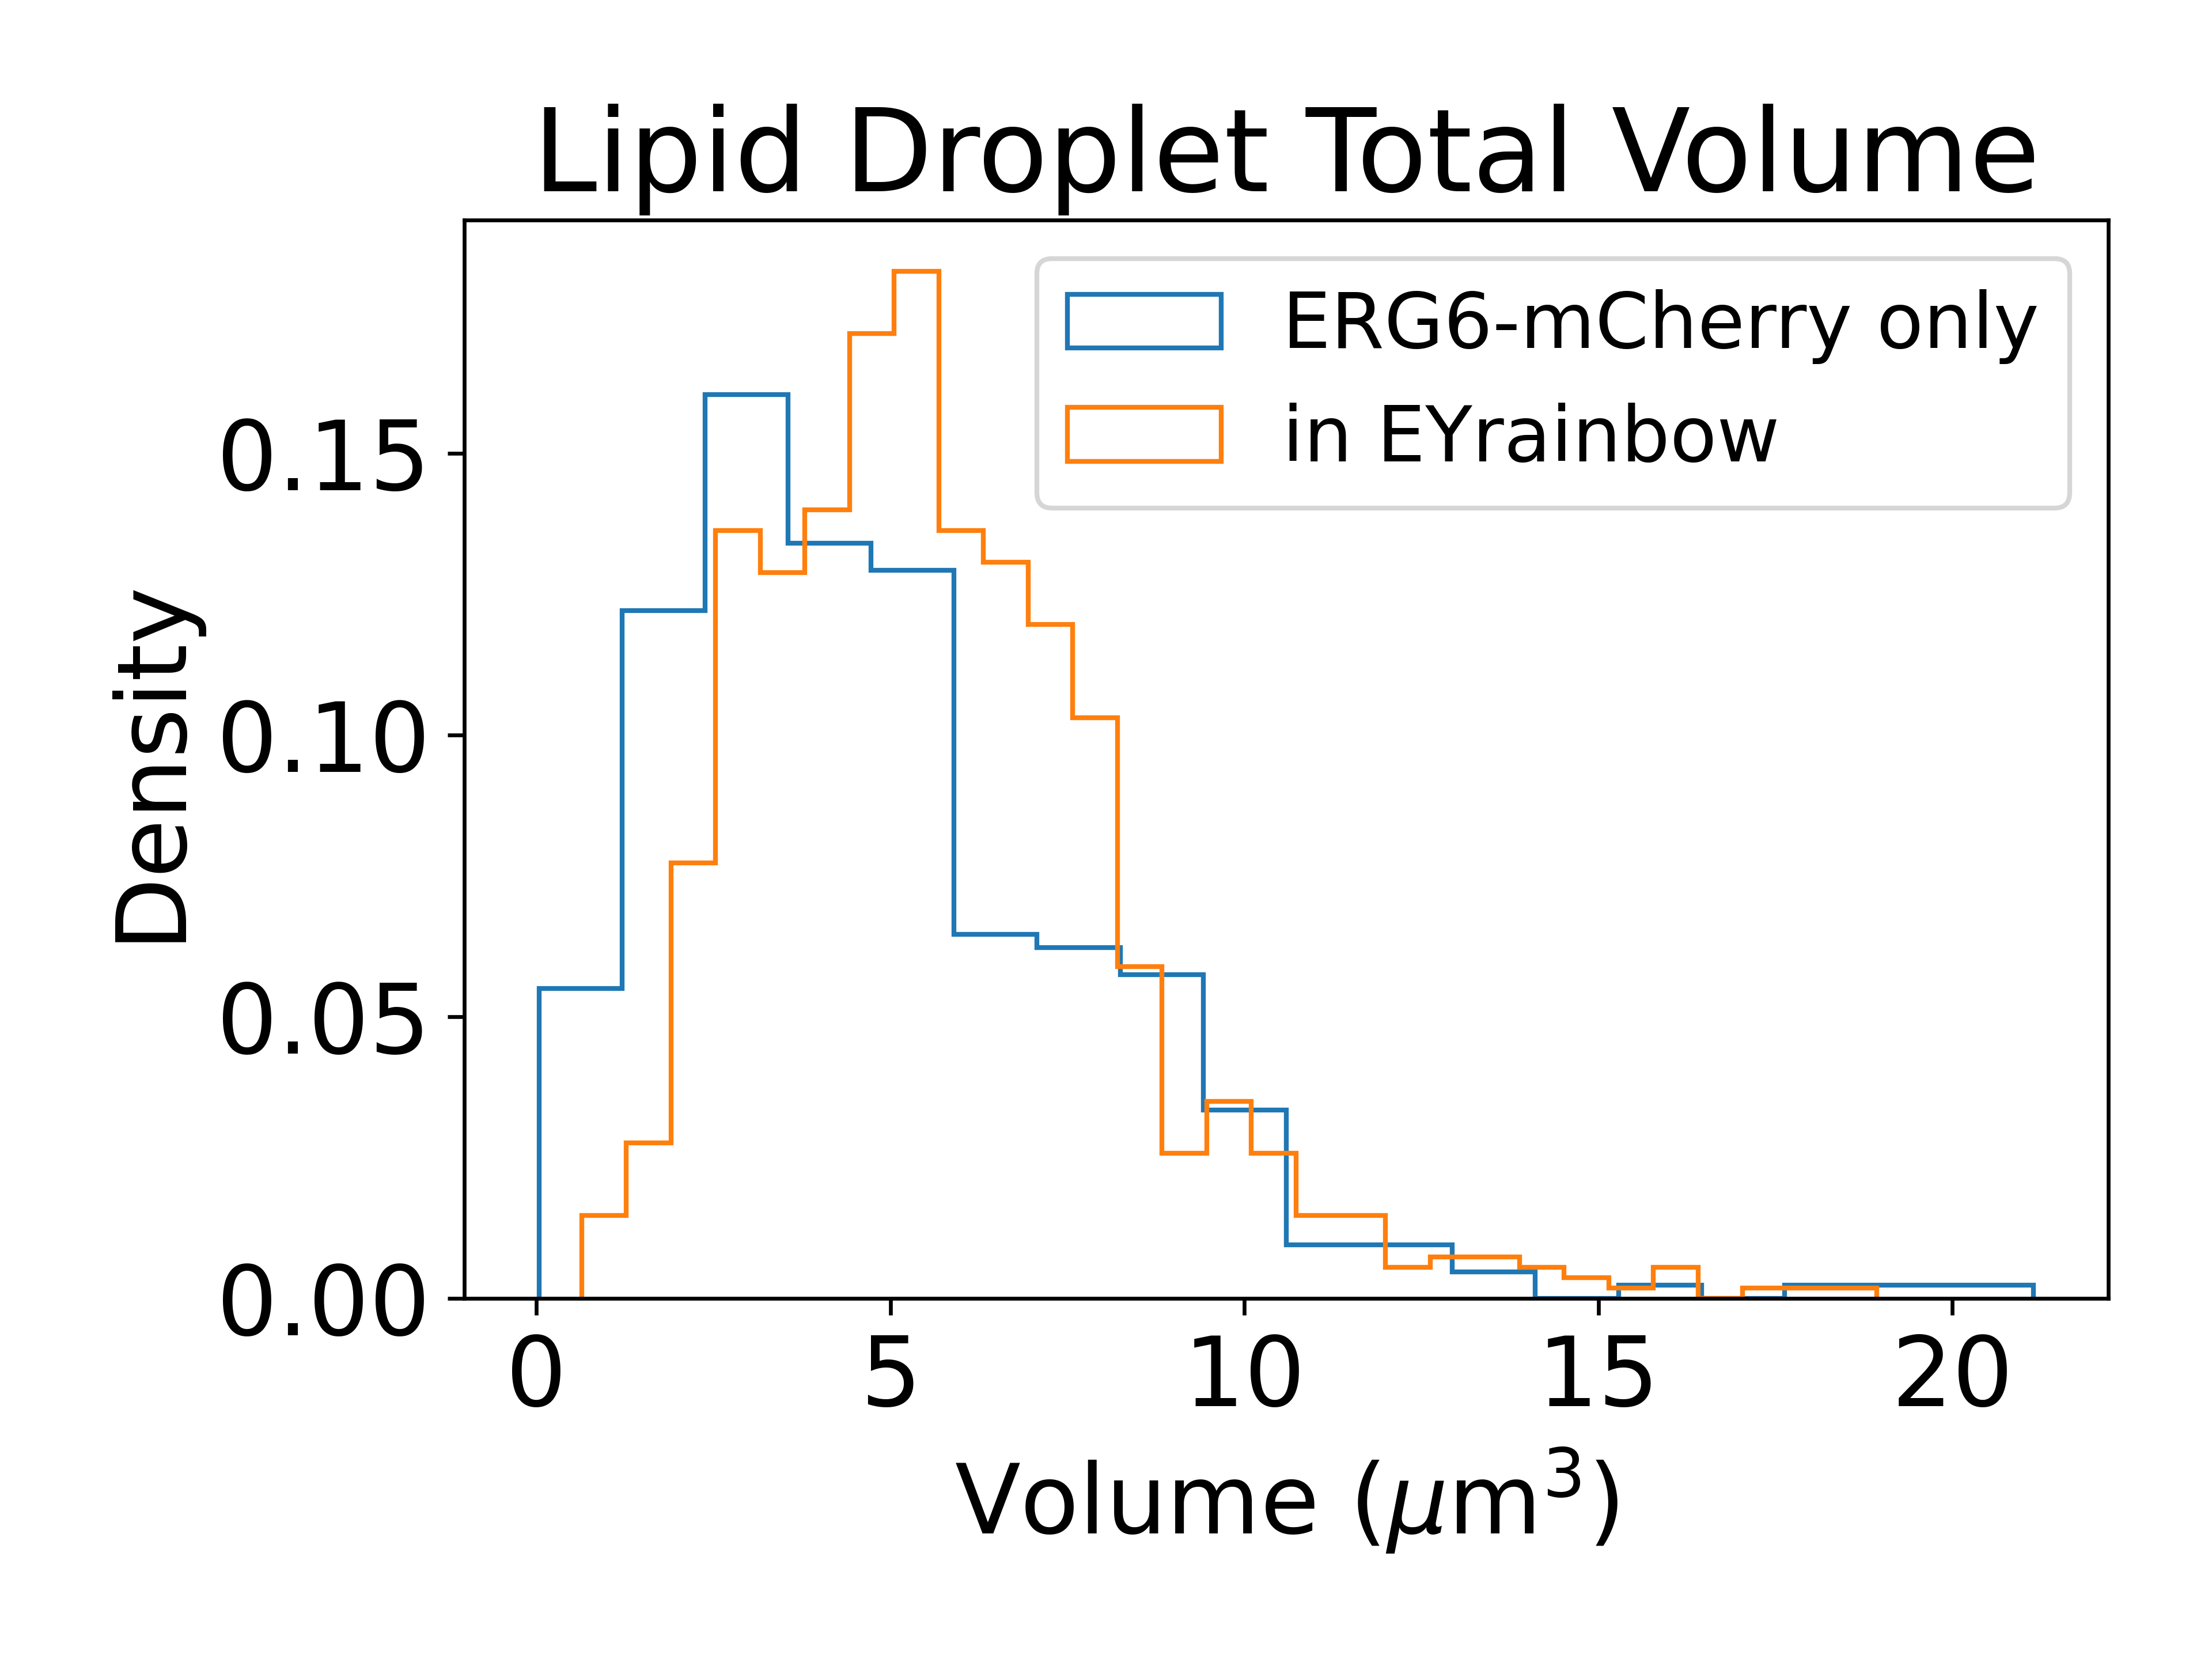 Lipid Droplet Total Volume
ERG6-mCherry only
in EYrainbow
Density
0.15
0.10
0.05
0.00
0 5 10 15 20
Volume (μm³)